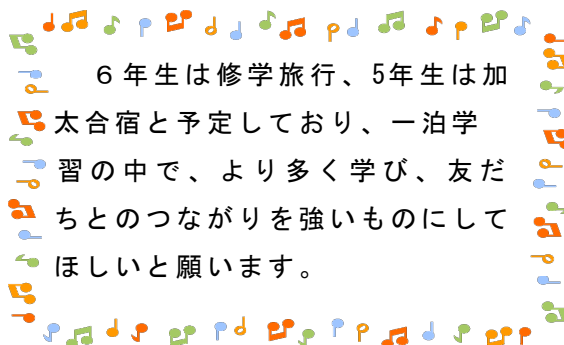 ６年生は修学旅行、5年生は加
太合宿と予定しており、一泊学
習の中で、より多く学び、友だ
ちとのつながりを強いものにして
ほしいと願います。